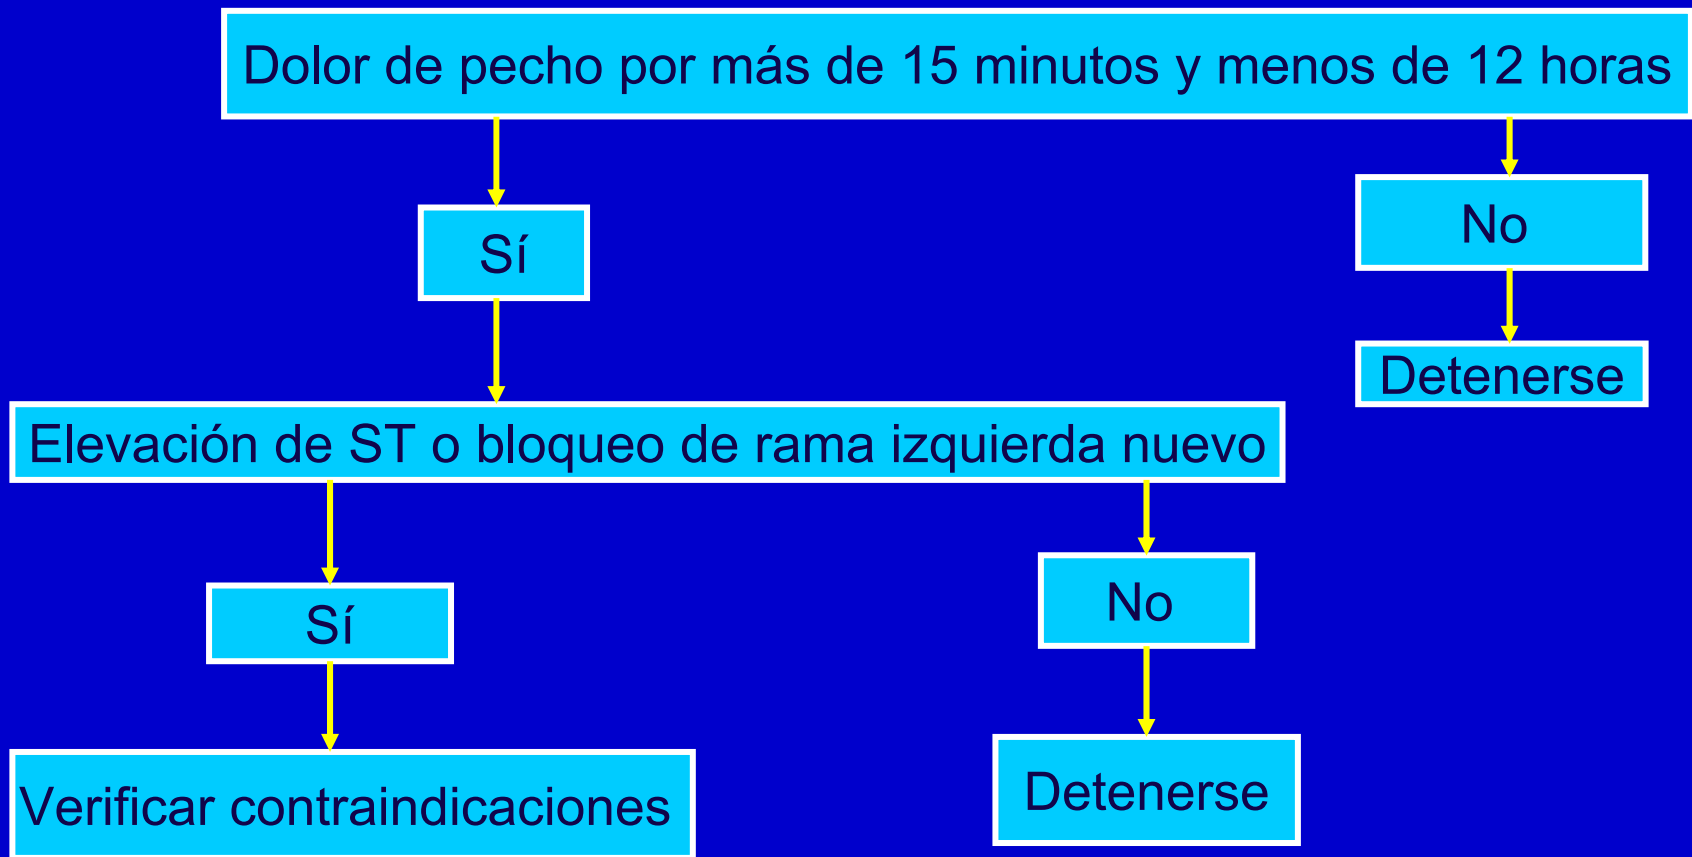 Dolor de pecho por más de 15 minutos y menos de 12 horas
Sí
No
Detenerse
Elevación de ST o bloqueo de rama izquierda nuevo
Sí
No
Verificar contraindicaciones
Detenerse